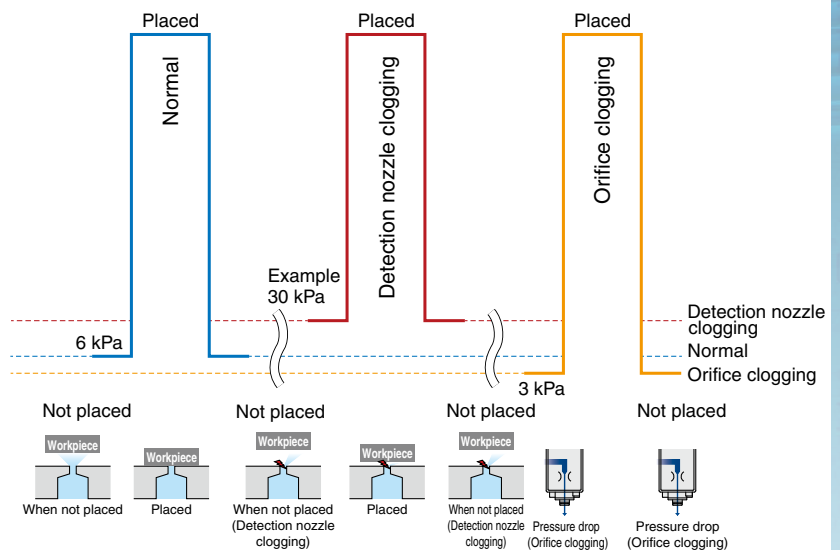 Placed
Placed
Placed
Normal
Detection nozzle clogging
Orifice clogging
Example
30 kPa
6 kPa
3 kPa
Detection nozzle
clogging
Normal
Orifice clogging
Not placed
Not placed
Not placed
Not placed
Workpiece
When not placed
Workpiece
Placed
Workpiece
When not placed
(Detection nozzle
clogging)
Workpiece
Placed
Workpiece
When not placed
(Detection nozzle
clogging)
Pressure drop
(Orifice clogging)
Pressure drop
(Orifice clogging)